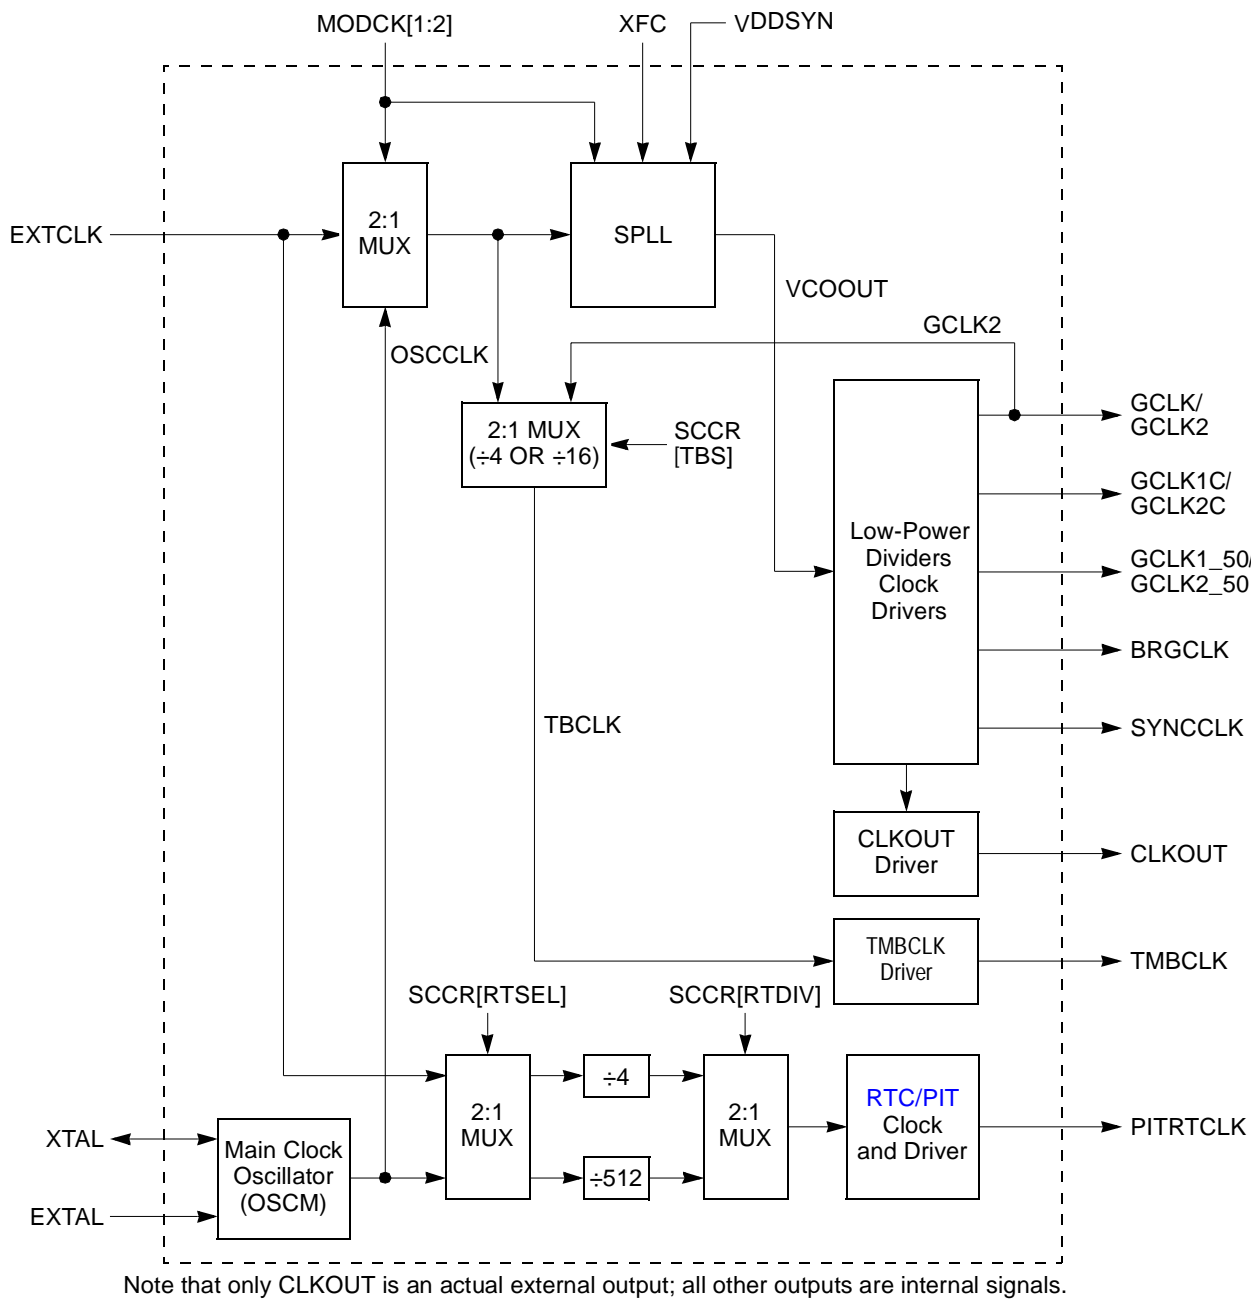 MODCK[1:2]
XFC
VDDSYN
EXTCLK
2:1
MUX
SPLL
VCOOUT
GCLK2
OSCCLK
2:1 MUX
(÷4 OR ÷16)
SCCR
[TBS]
GCLK/
GCLK2
GCLK1C/
GCLK2C
Low-Power
Dividers
Clock
Drivers
GCLK1_50/
GCLK2_50
BRGCLK
TBCLK
SYNCCLK
CLKOUT
Driver
CLKOUT
TMBCLK
Driver
TMBCLK
SCCR[RTSEL]
SCCR[RTDIV]
÷4
2:1
MUX
2:1
MUX
RTC/PIT
Clock
and Driver
PITRTCLK
XTAL
Main Clock
Oscillator
(OSCM)
÷512
EXTAL
Note that only CLKOUT is an actual external output; all other outputs are internal signals.